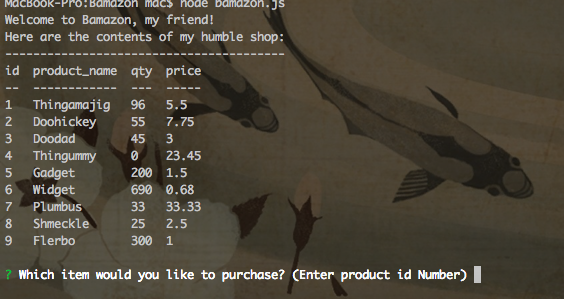 MacBook-Pro:Bamazon mac$ node bamazon.js
Welcome to Bamazon, my friend!
Here are the contents of my humble shop:
----------------------------------------
id  product_name  qty  price
--  ------------  ---  -----
1   Thingamajig   96   5.5
2   Doohickey     55   7.75
3   Doodad        45   3
4   Thingummy     0    23.45
5   Gadget        200  1.5
6   Widget        690  0.68
7   Plumbus       33   33.33
8   Shmeckle      25   2.5
9   Flerbo        300  1
? Which item would you like to purchase? (Enter product id Number)